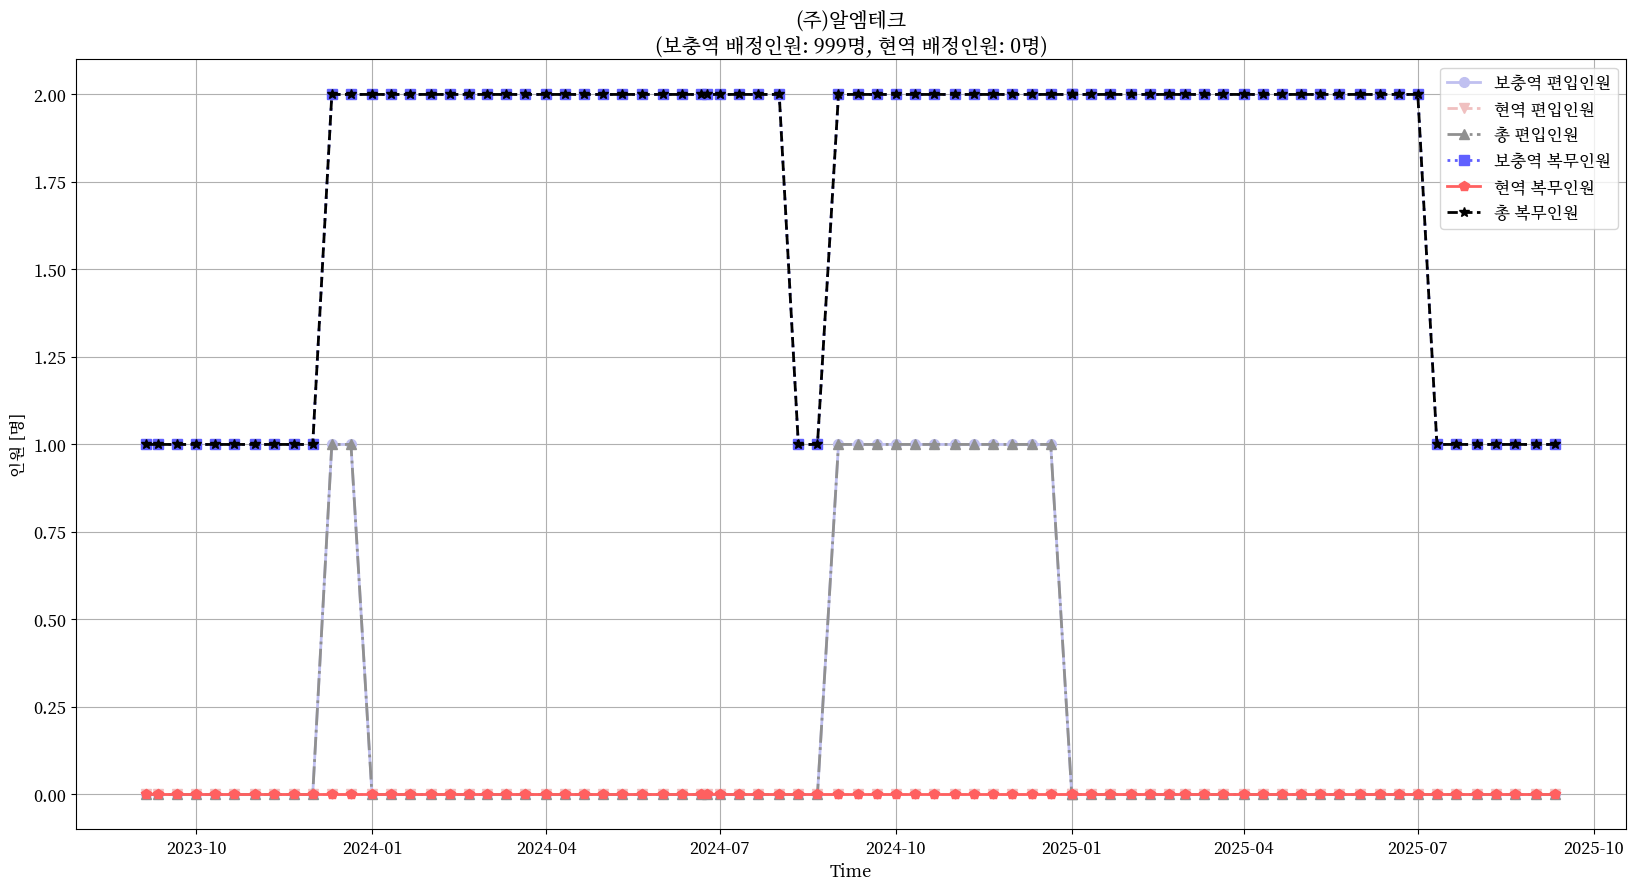 (주)알엠테크
(보충역 배정인원: 999명, 현역 배정인원: 0명)
보충역 편입인원
현역 편입인원
총 편입인원
보충역 복무인원
현역 복무인원
총 복무인원
인원 [명]
2.00
1.75
1.50
1.25
1.00
0.75
0.50
0.25
0.00
2023-10
2024-01
2024-04
2024-07
2024-10
2025-01
2025-04
2025-07
2025-10
Time